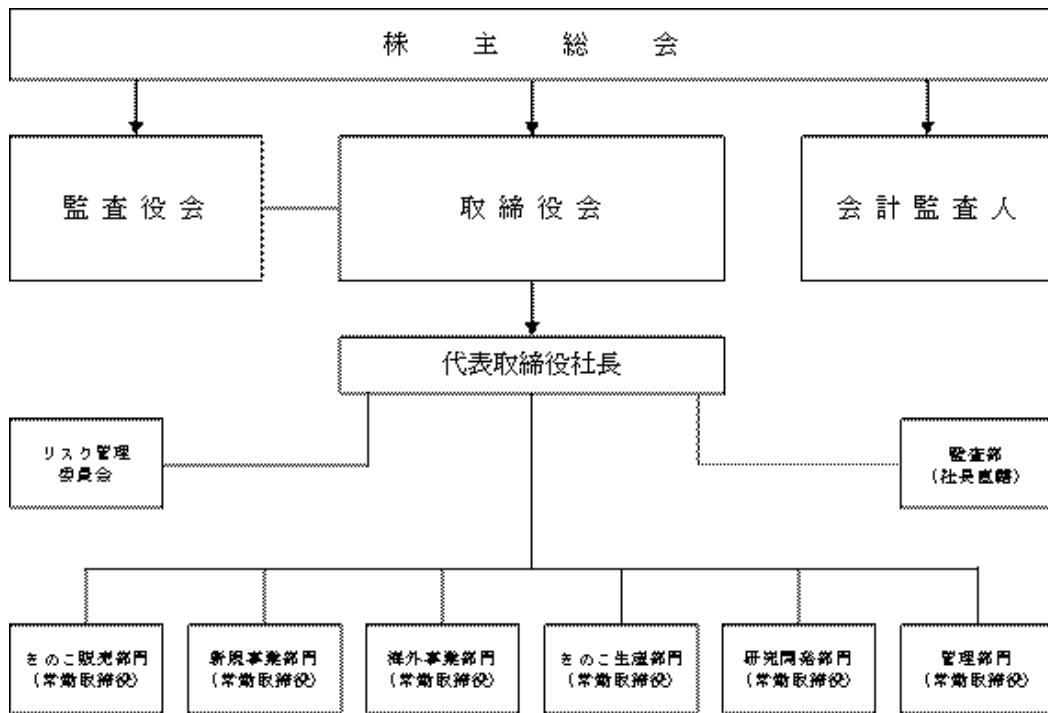 株主総会
監査役会
取締役会
会計監査人
代表取締役社長
リスク管理
委員会
監査部
(社長直轄)
きのこ販売部門
(常勤取締役)
新規事業部門
(常勤取締役)
海外事業部門
(常勤取締役)
きのこ生産部門
(常勤取締役)
研究開発部門
(常勤取締役)
管理部門
(常勤取締役)